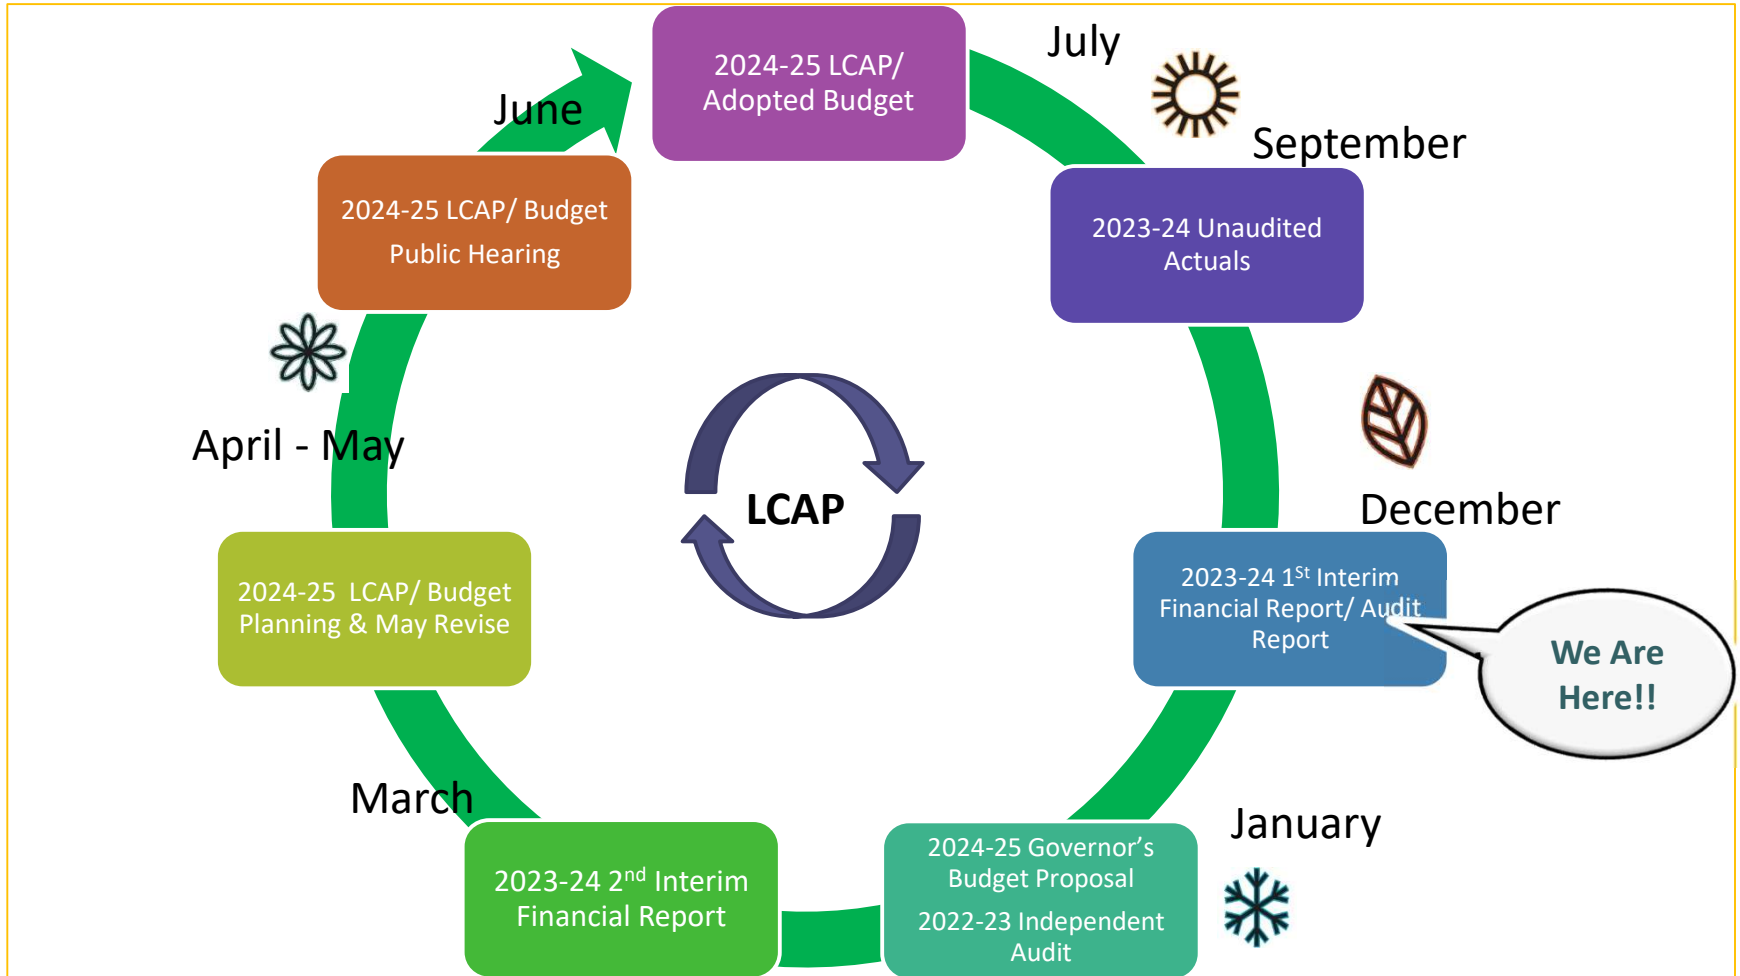 2024-25 LCAP/
Adopted Budget
July
September
2023-24 Unaudited
Actuals
December
2023-24 1St Interim
Financial Report/ Audit
Report
We Are
Here!!
January
2024-25 Governor’s
Budget Proposal
2022-23 Independent
Audit
March
2023-24 2nd Interim
Financial Report
April - May
2024-25 LCAP/ Budget
Planning & May Revise
June
2024-25 LCAP/ Budget
Public Hearing
LCAP